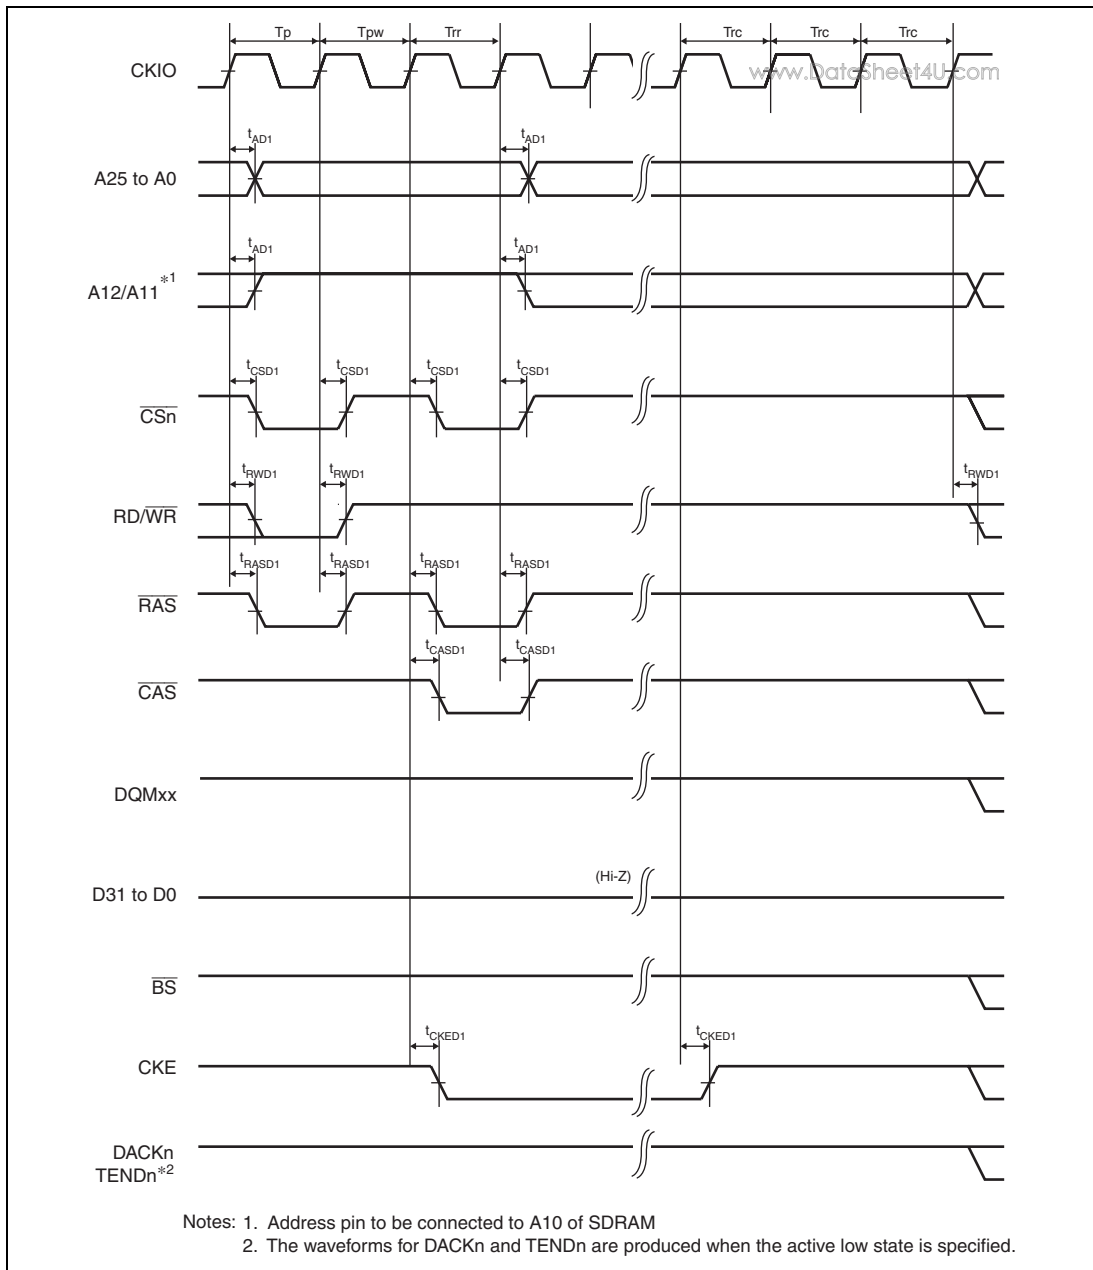 Tp Tpw Trr Trc Trc Trc
CKIO
www.DataSheet4U.com
tAD1 tAD1
A25 to A0
tAD1 tAD1
A12/A11*1
tCSD1 tCSD1 tCSD1 tCSD1
CSn
tRWD1 tRWD1 tRWD1
RD/WR
tRASD1 tRASD1 tRASD1 tRASD1
RAS
tCASD1 tCASD1
CAS
DQMxx
(Hi-Z)
D31 to D0
BS
tCKED1 tCKED1
CKE
DACKn
TENDn*2
Notes: 1. Address pin to be connected to A10 of SDRAM
2. The waveforms for DACKn and TENDn are produced when the active low state is specified.